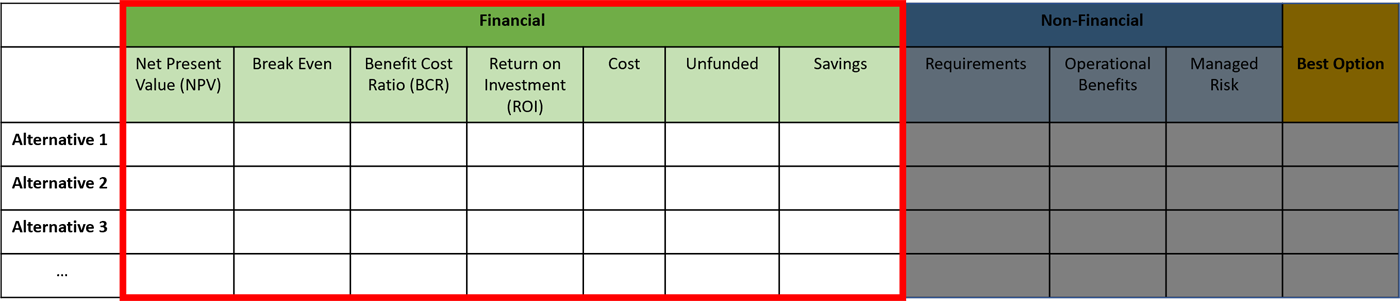 Financial
Non-Financial
Best Option
Net Present
Value (NPV)
Break Even
Benefit Cost
Ratio (BCR)
Return on
Investment
(ROI)
Cost
Unfunded
Savings
Requirements
Operational
Benefits
Managed
Risk
Alternative 1
Alternative 2
Alternative 3
...